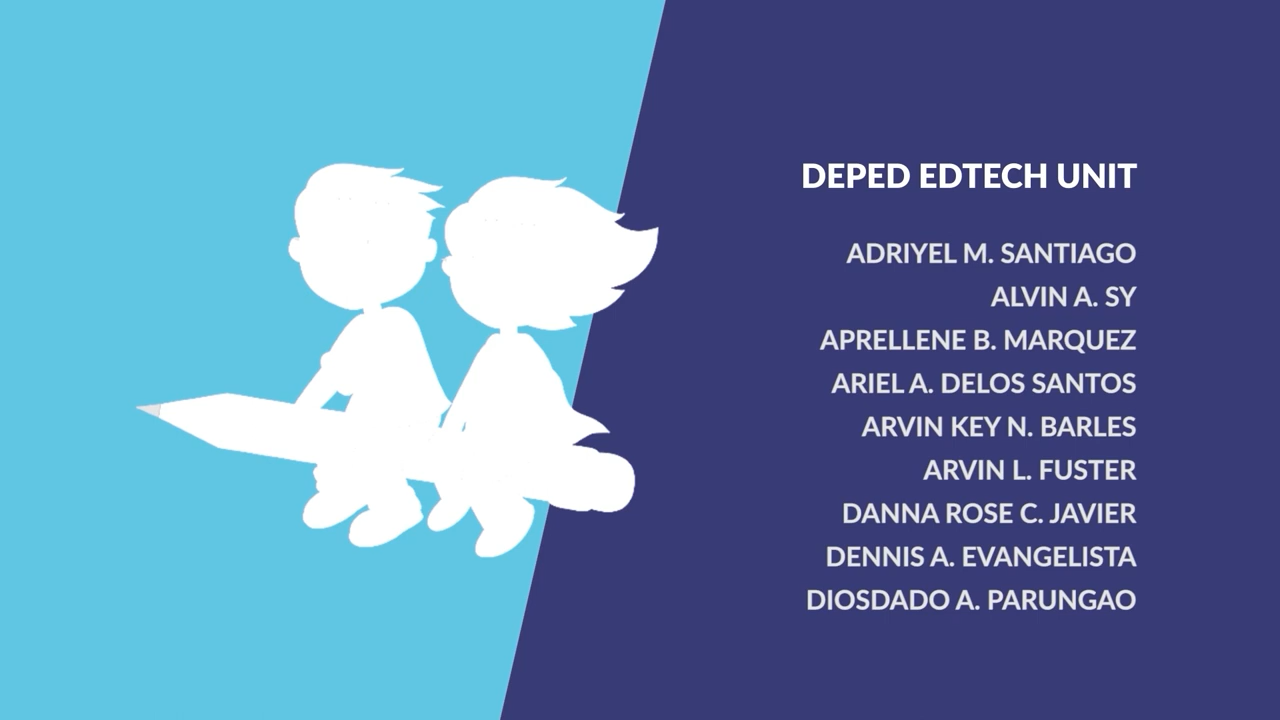 DEPED EDTECH UNIT
ADRIYEL M. SANTIAGO
ALVIN A. SY
APRELLENE B. MARQUEZ
ARIEL A. DELOS SANTOS
ARVIN KEY N. BARLES
ARVIN L. FUSTER
DANNA ROSE C. JAVIER
DENNIS A. EVANGELISTA
DIOSDADO A. PARUNGAO